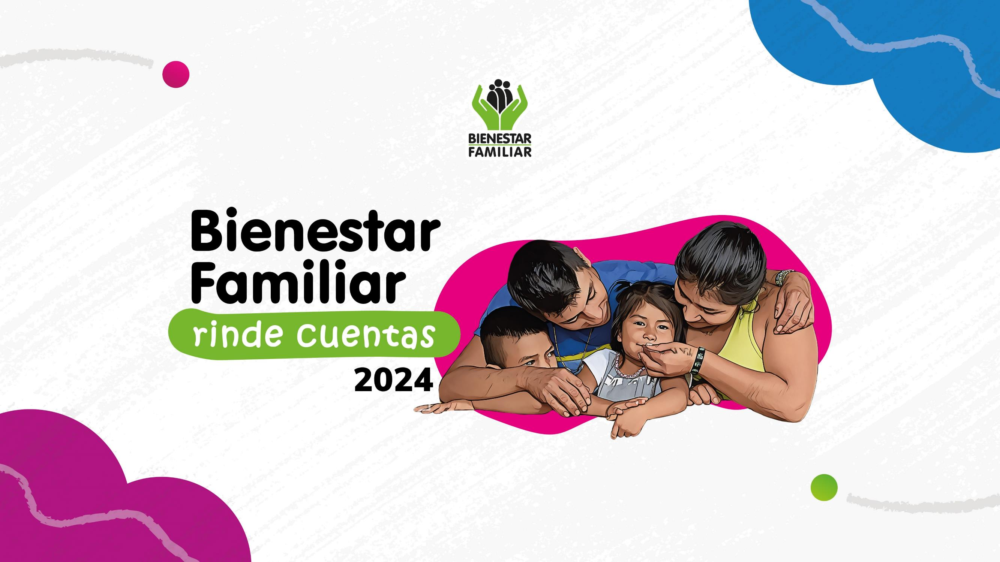 BIENESTAR
FAMILIAR
Bienestar
Familiar
rinde cuentas
2024